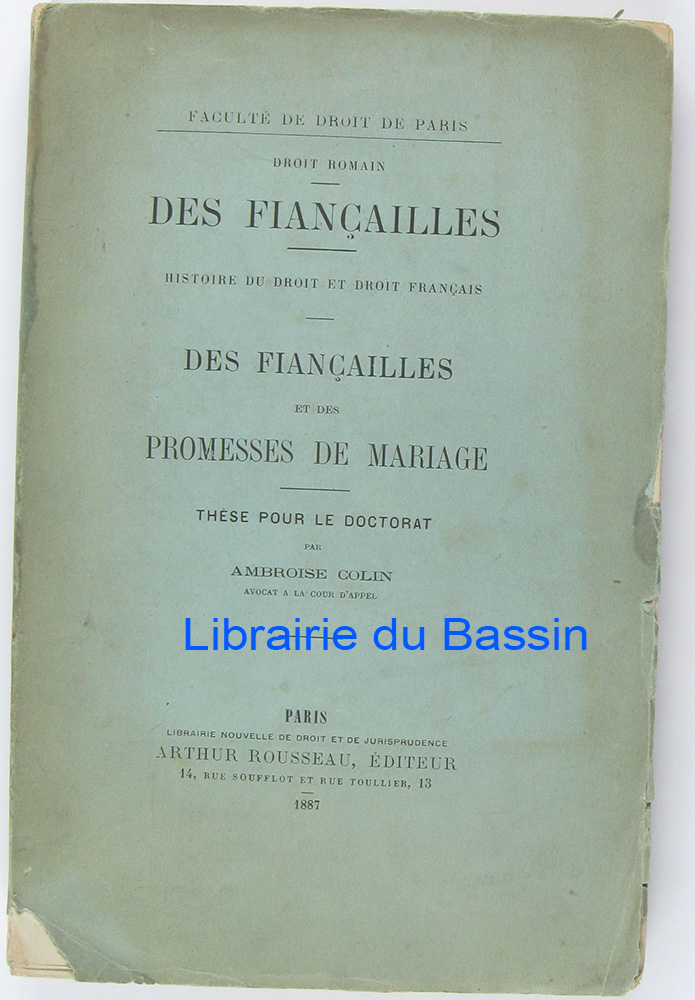 FACULTÉ DE DROIT DE PARIS
DROIT ROMAIN
DES FIANÇAILLES
HISTOIRE DU DROIT ET DROIT FRANÇAIS
DES FIANÇAILLES
ET DES
PROMESSES DE MARIAGE
THÈSE POUR LE DOCTORAT
PAR
AMBROISE COLIN
AVOCAT A LA COUR D'APPEL
Librairie du Bassin
PARIS
LIBRAIRIE NOUVELLE DE DROIT ET DE JURISPRUDENCE
ARTHUR ROUSSEAU, ÉDITEUR
14, RUE SOUFFLOT ET RUE TOULLIER, 13
1887